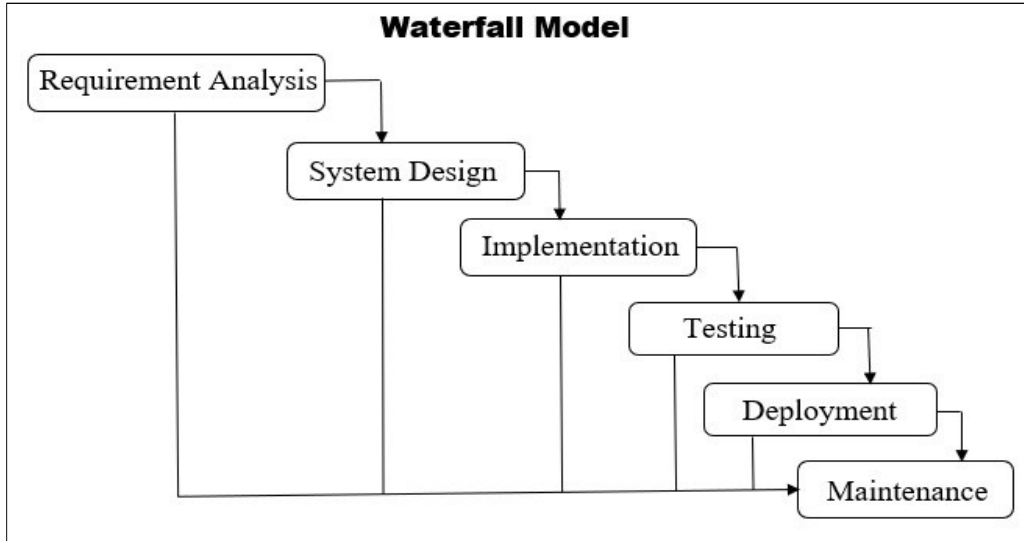 Waterfall Model
Requirement Analysis
System Design
Implementation
Testing
Deployment
Maintenance